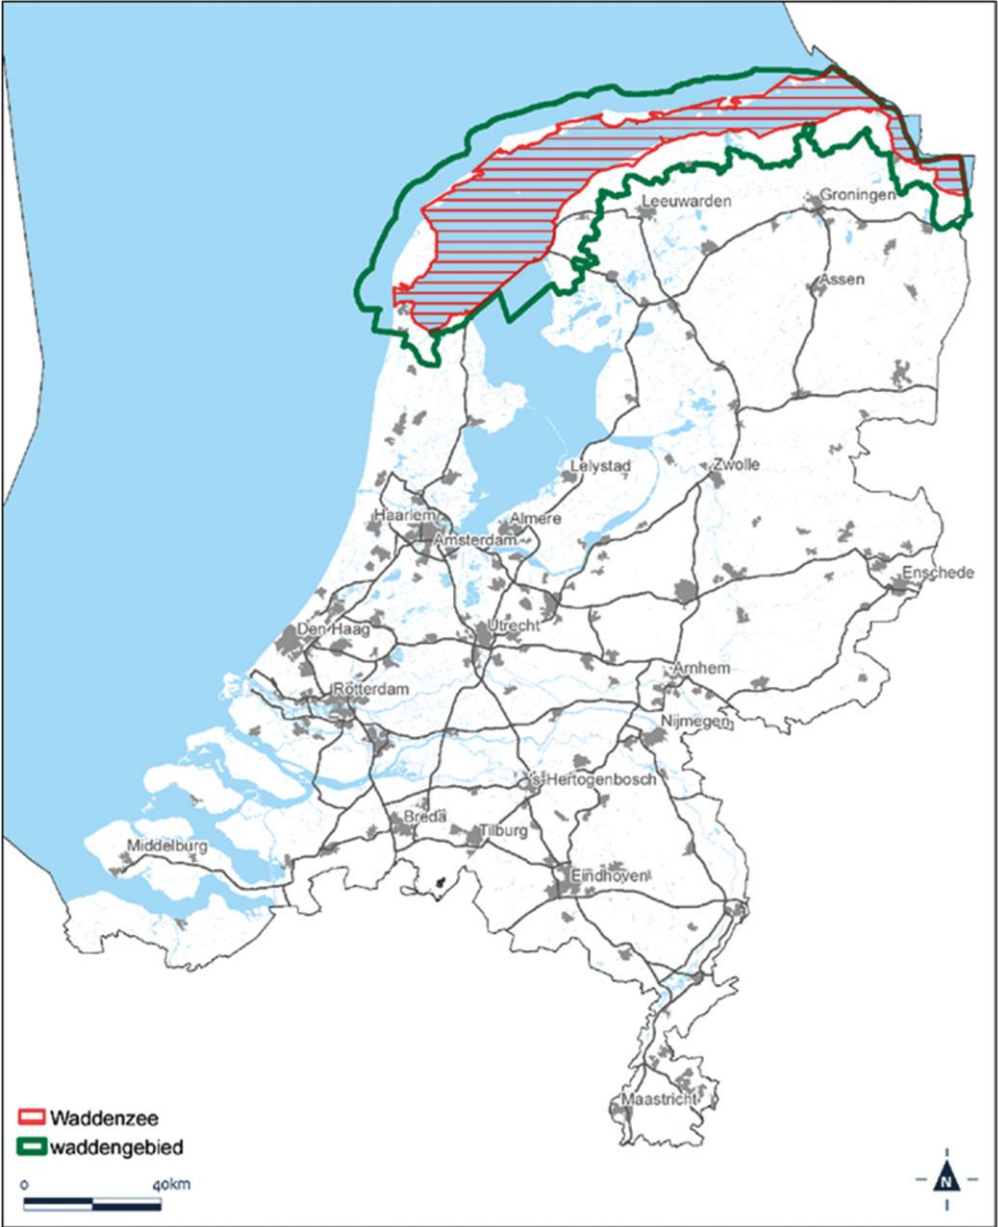 Leeuwarden
Groningen
Assen
Lelystad
Zwolle
Haarlem
Almere
Amsterdam
Enschede
Den Haag
Utrecht
Arnhem
Rotterdam
Nijmegen
's-Hertogenbosch
Breda
Tilburg
Middelburg
Eindhoven
Maastricht
Waddenzee
waddengebied
0 40km
N